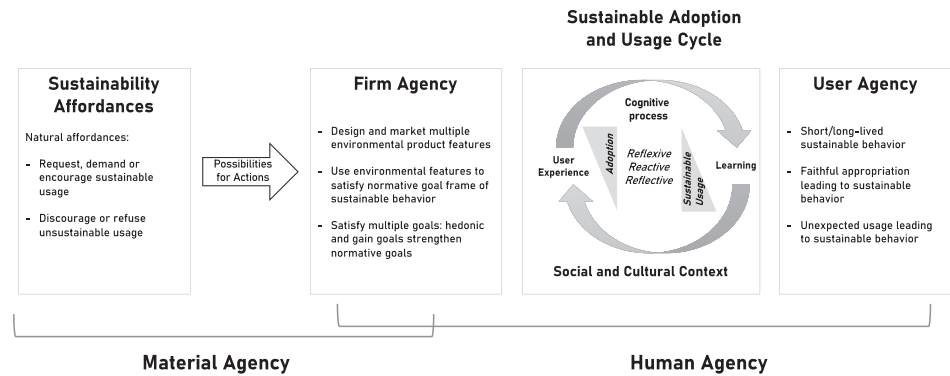 Sustainable Adoption
and Usage Cycle
Sustainability
Affordances
Natural affordances:
- Request, demand or
encourage sustainable
usage
- Discourage or refuse
unsustainable usage
Possibilities
for Actions
Firm Agency
- Design and market multiple
environmental product features
- Use environmental features to
satisfy normative goal frame of
sustainable behavior
- Satisfy multiple goals: hedonic
and gain goals strengthen
normative goals
Cognitive
process
User
Experience
Adoption
Reflexive
Reactive
Reflective
Sustainable
Usage
Learning
Social and Cultural Context
User Agency
- Short/long-lived
sustainable behavior
- Faithful appropriation
leading to sustainable
behavior
- Unexpected usage leading
to sustainable behavior
Material Agency
Human Agency